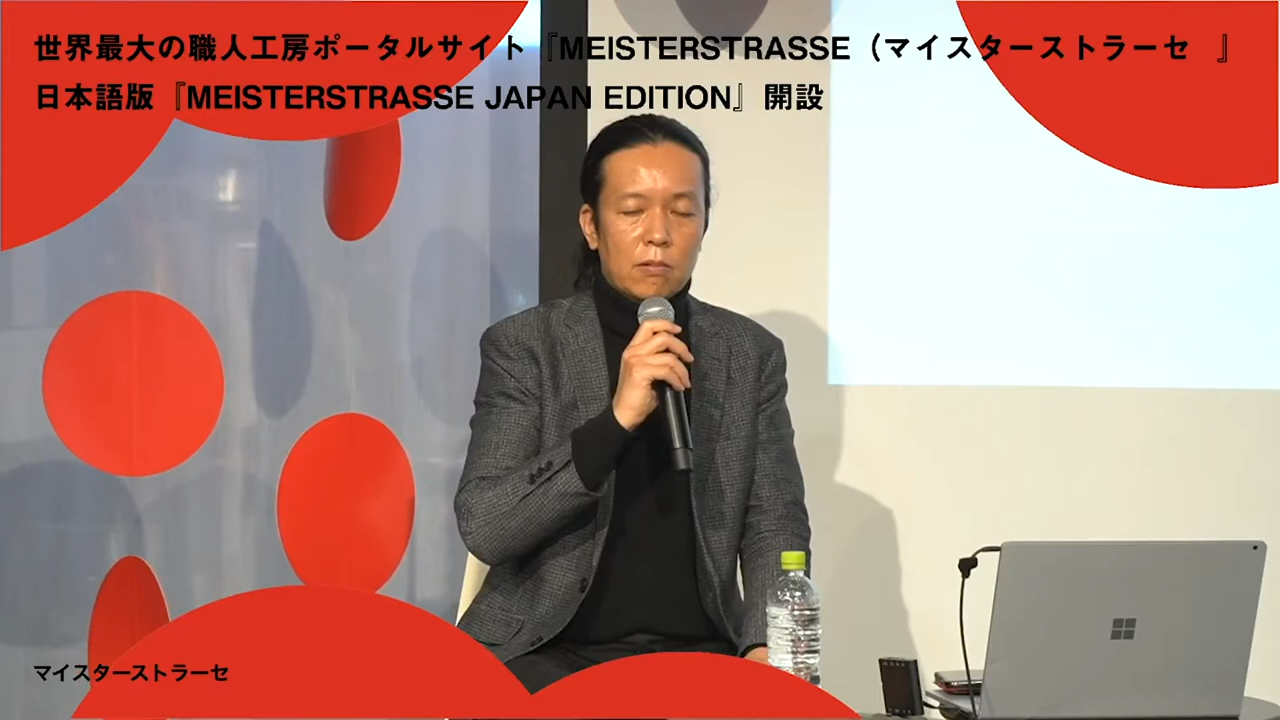 世界最大の職人工房ポータルサイト『MEISTERSTRASSE（マイスターストラーセ 』
日本語版『MEISTERSTRASSE JAPAN EDITION』開設
マイスターストラーセ